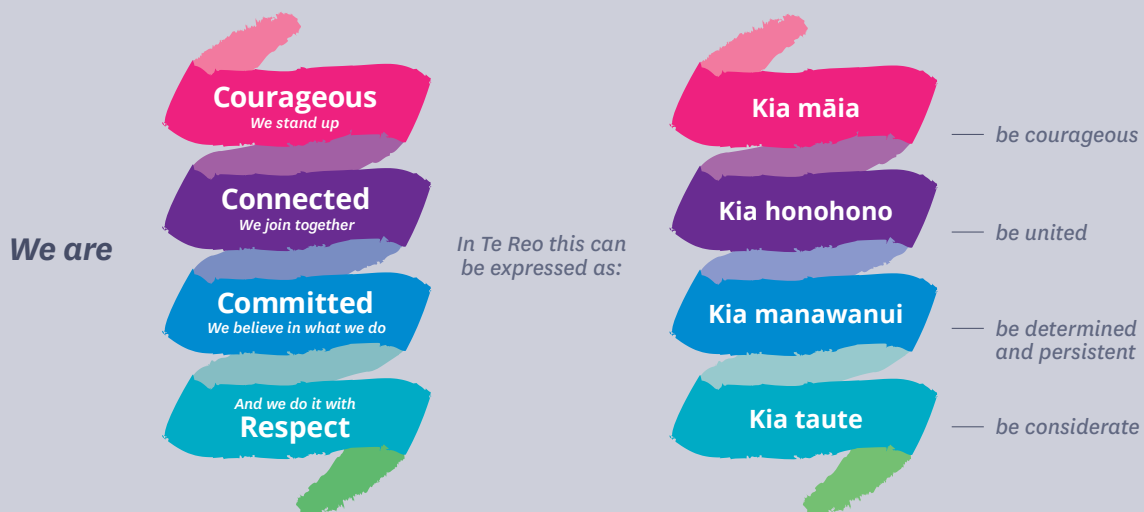 We are
Courageous
We stand up
Connected
We join together
Committed
We believe in what we do
And we do it with
Respect
In Te Reo this can
be expressed as:
Kia māia
be courageous
Kia honohono
be united
Kia manawanui
be determined
and persistent
Kia taute
be considerate